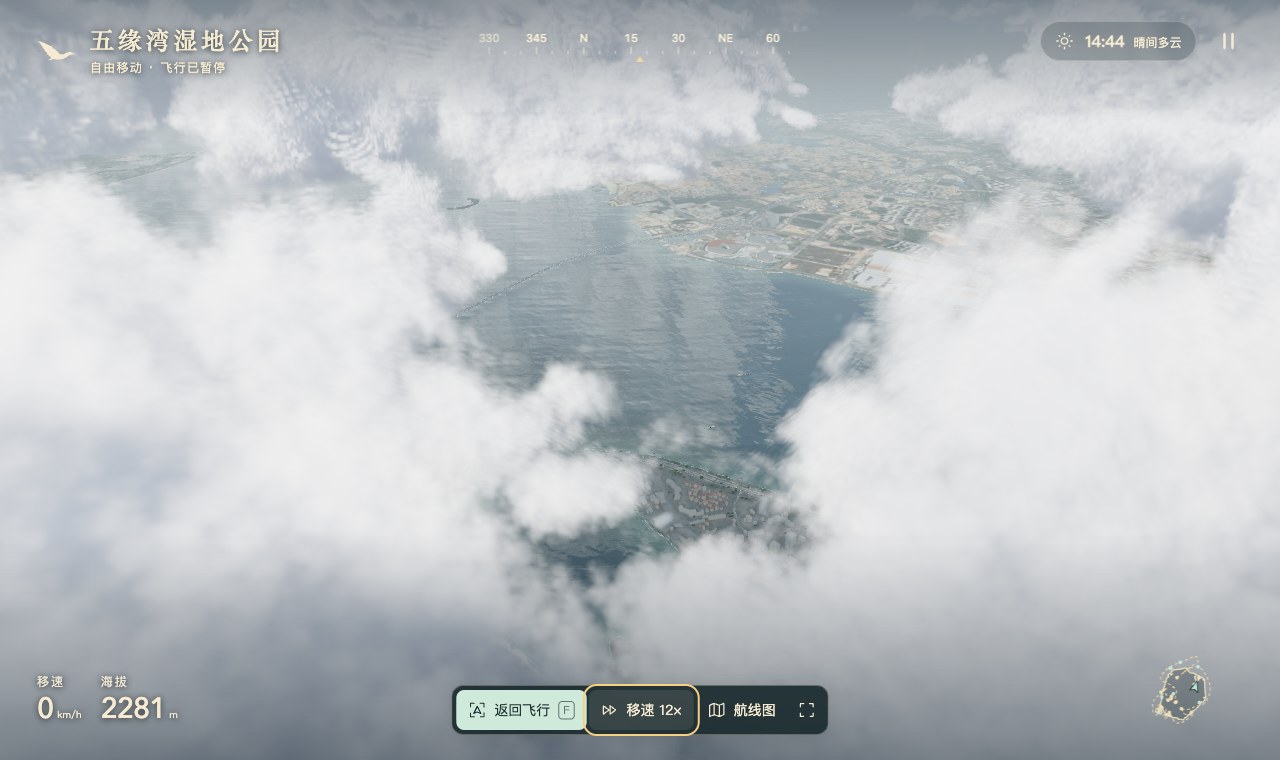 五缘湾湿地公园
自由移动 · 飞行已暂停
330 345 N 15 30 NE 60
14:44 晴间多云
移速 海拔
0 km/h 2281 m
返回飞行 F
移速 12x
航线图